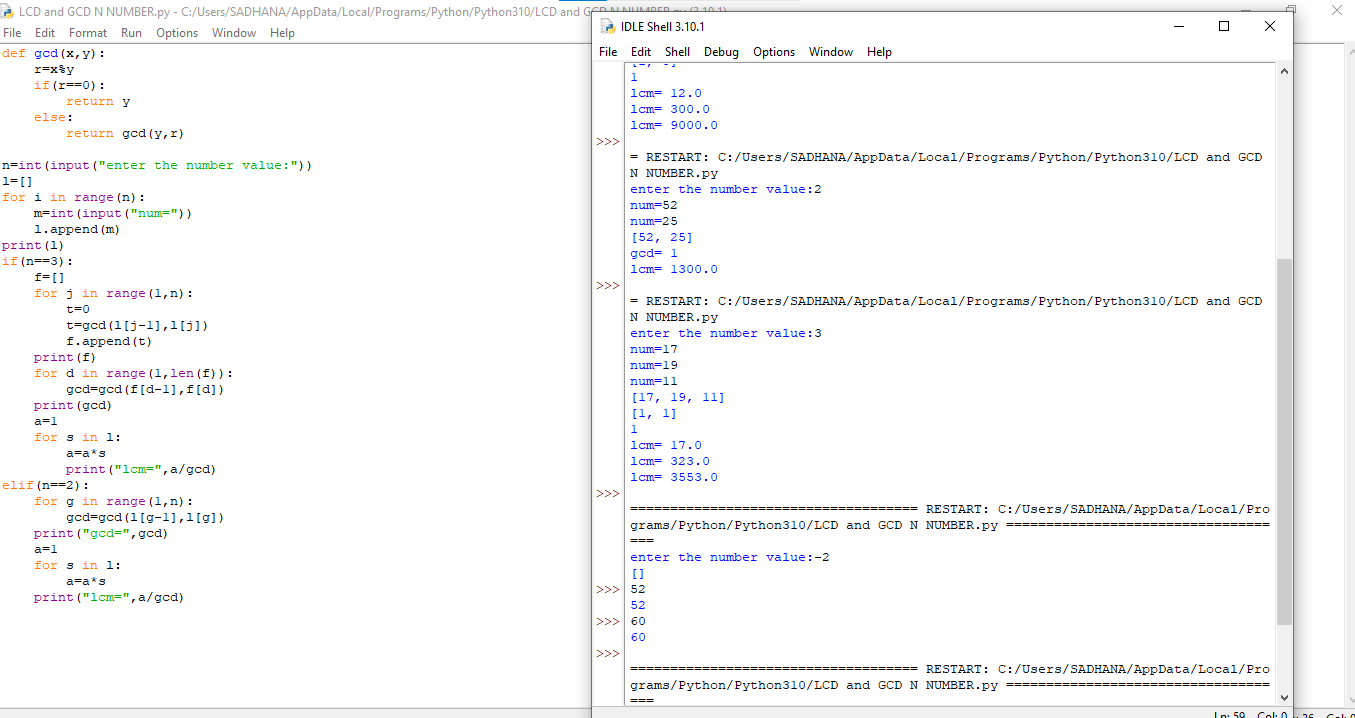 LCD and GCD N NUMBER.py - C:/Users/SADHANA/AppData/Local/Programs/Python/Python310/LCD and GCD N NUMBER.py (3.10.1)
File Edit Format Run Options Window Help
def gcd(x,y):
    r=x%y
    if(r==0):
        return y
    else:
        return gcd(y,r)
n=int(input("enter the number value:"))
l=[]
for i in range(n):
    m=int(input("num="))
    l.append(m)
print(l)
if(n==3):
    f=[]
    for j in range(1,n):
        t=0
        t=gcd(l[j-1],l[j])
        f.append(t)
    print(f)
    for d in range(1,len(f)):
        gcd=gcd(f[d-1],f[d])
    print(gcd)
    a=1
    for s in l:
        a=a*s
        print("lcm=",a/gcd)
elif(n==2):
    for g in range(1,n):
        gcd=gcd(l[g-1],l[g])
    print("gcd=",gcd)
    a=1
    for s in l:
        a=a*s
    print("lcm=",a/gcd)
IDLE Shell 3.10.1
File Edit Shell Debug Options Window Help
1
lcm= 12.0
lcm= 300.0
lcm= 9000.0
>>>
= RESTART: C:/Users/SADHANA/AppData/Local/Programs/Python/Python310/LCD and GCD
N NUMBER.py
enter the number value:2
num=52
num=25
[52, 25]
gcd= 1
lcm= 1300.0
>>>
= RESTART: C:/Users/SADHANA/AppData/Local/Programs/Python/Python310/LCD and GCD
N NUMBER.py
enter the number value:3
num=17
num=19
num=11
[17, 19, 11]
[1, 1]
1
lcm= 17.0
lcm= 323.0
lcm= 3553.0
>>>
==================================== RESTART: C:/Users/SADHANA/AppData/Local/Pro
grams/Python/Python310/LCD and GCD N NUMBER.py =================================
===
enter the number value:-2
[]
>>> 52
52
>>> 60
60
>>>
==================================== RESTART: C:/Users/SADHANA/AppData/Local/Pro
grams/Python/Python310/LCD and GCD N NUMBER.py =================================
===
Ln: 59 Col: 0